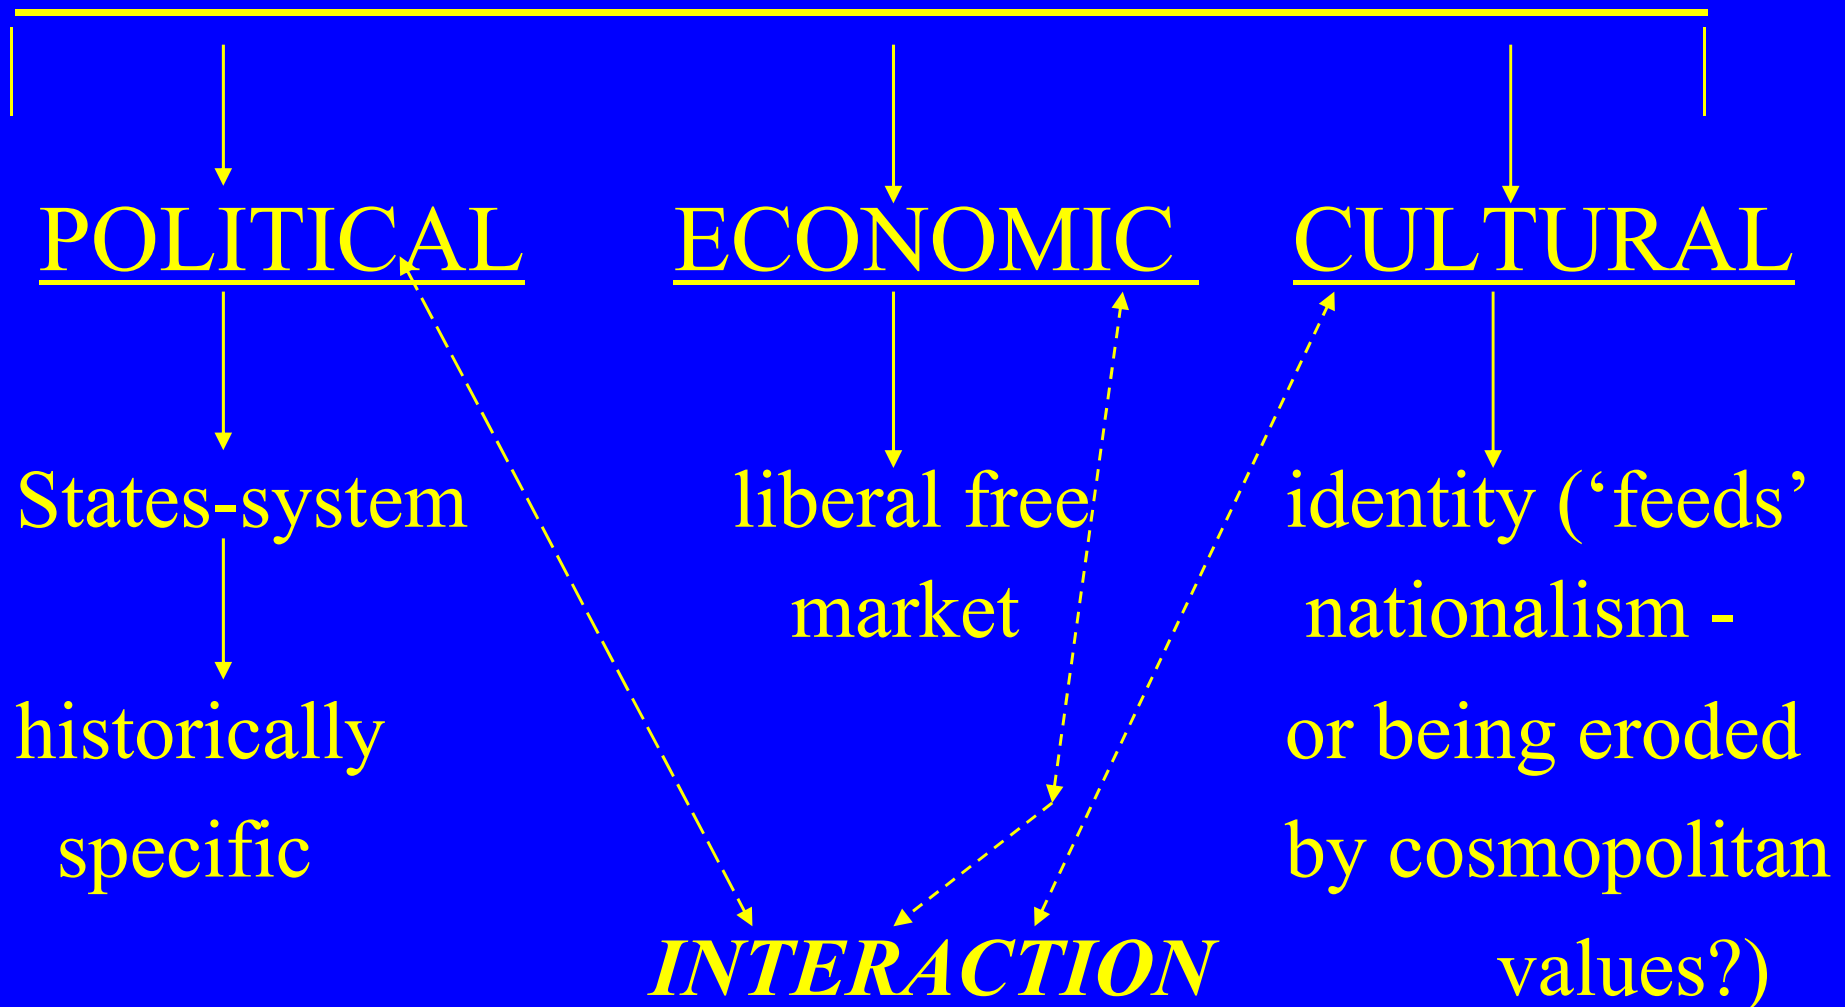 POLITICAL ECONOMIC CULTURAL
States-system liberal free identity (‘feeds’
market nationalism -
historically or being eroded
specific by cosmopolitan
INTERACTION values?)